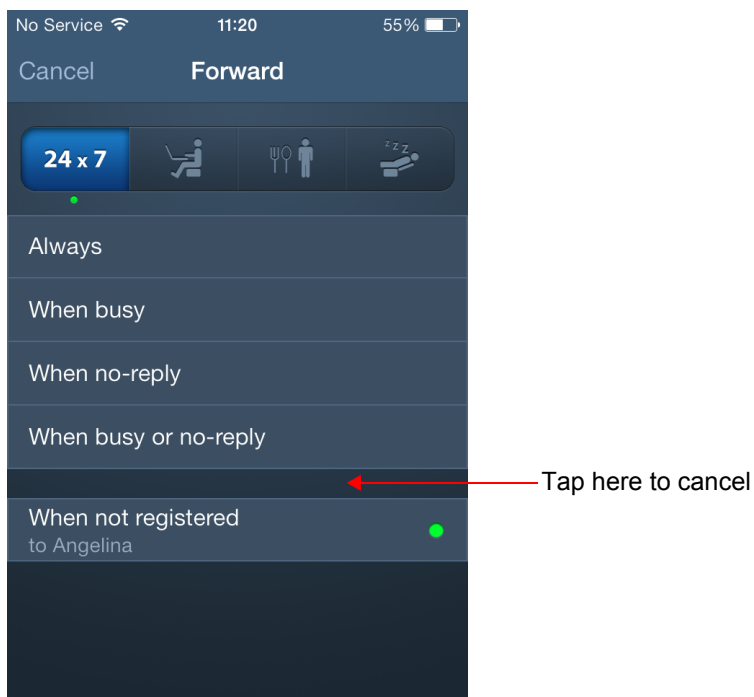 No Service 11:20 55%
Cancel Forward
24 x 7 z z z
Always
When busy
When no-reply
When busy or no-reply
Tap here to cancel
When not registered
to Angelina